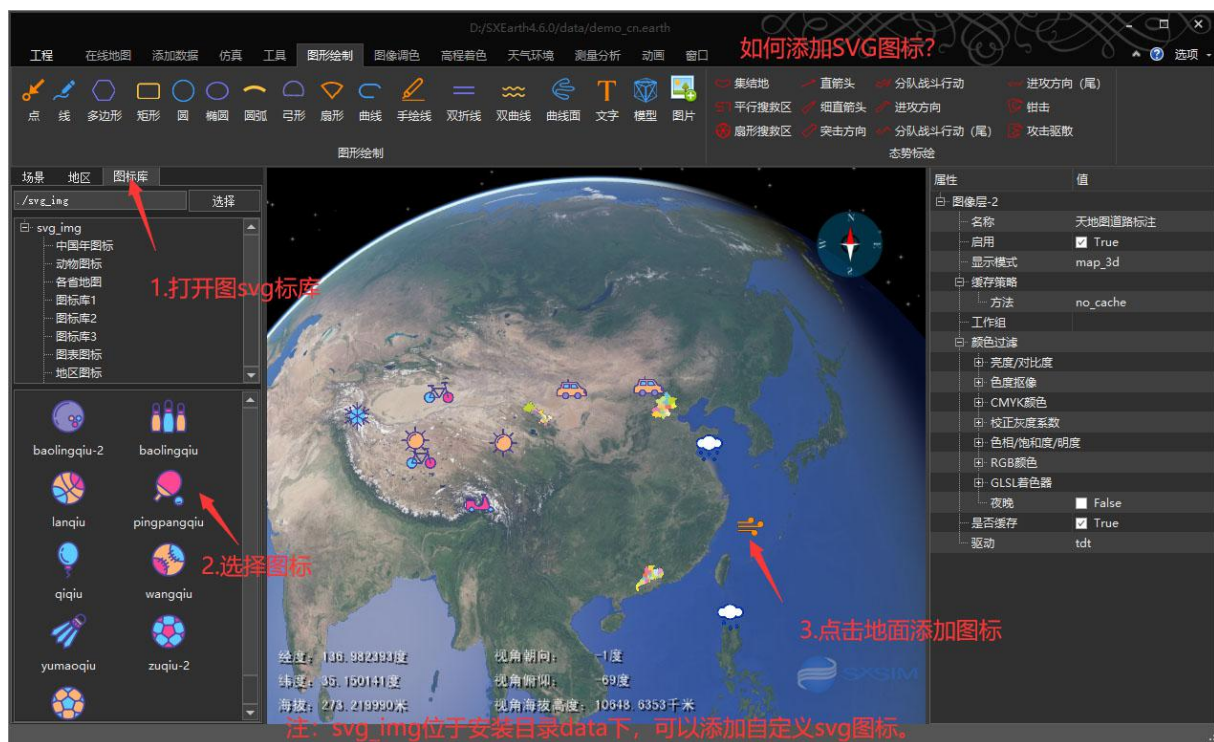 D:/SXEarth4.6.0/data/demo_cn.earth
工程 在线地图 添加数据 仿真 工具 图形绘制 图像调色 高程着色 天气环境 测量分析 动画 窗口 如何添加SVG图标? 选项
集结地 直箭头 分队战斗行动 进攻方向（尾）
点 线 多边形 矩形 圆 椭圆 圆弧 弓形 扇形 曲线 手绘线 双折线 双曲线 曲线面 文字 模型 图片
平行搜救区 细直箭头 进攻方向 钳击
扇形搜救区 突击方向 分队战斗行动（尾） 攻击驱散
图形绘制 态势标绘
场景 地区 图标库
./svg_img 选择
svg_img
中国年图标
动物图标
各省地图
图标库1
图标库2
图标库3
图表图标
地区图标
1.打开图svg标库
baolingqiu-2 baolingqiu
lanqiu pingpangqiu
2.选择图标
qiqiu wangqiu
yumaoqiu zuqiu-2
N
S
3.点击地面添加图标
经度：136.982393度 视角朝向： -1度
纬度：35.150141度 视角俯仰： -69度
海拔：273.219990米 视角海拔高度：10648.6353千米
SXSIM
注：svg_img位于安装目录data下，可以添加自定义svg图标。
属性 值
图像层-2
名称 天地图道路标注
启用 True
显示模式 map_3d
缓存策略
方法 no_cache
工作组
颜色过滤
亮度/对比度
色度抠像
CMYK颜色
校正灰度系数
色相/饱和度/明度
RGB颜色
GLSL着色器
夜晚 False
是否缓存 True
驱动 tdt